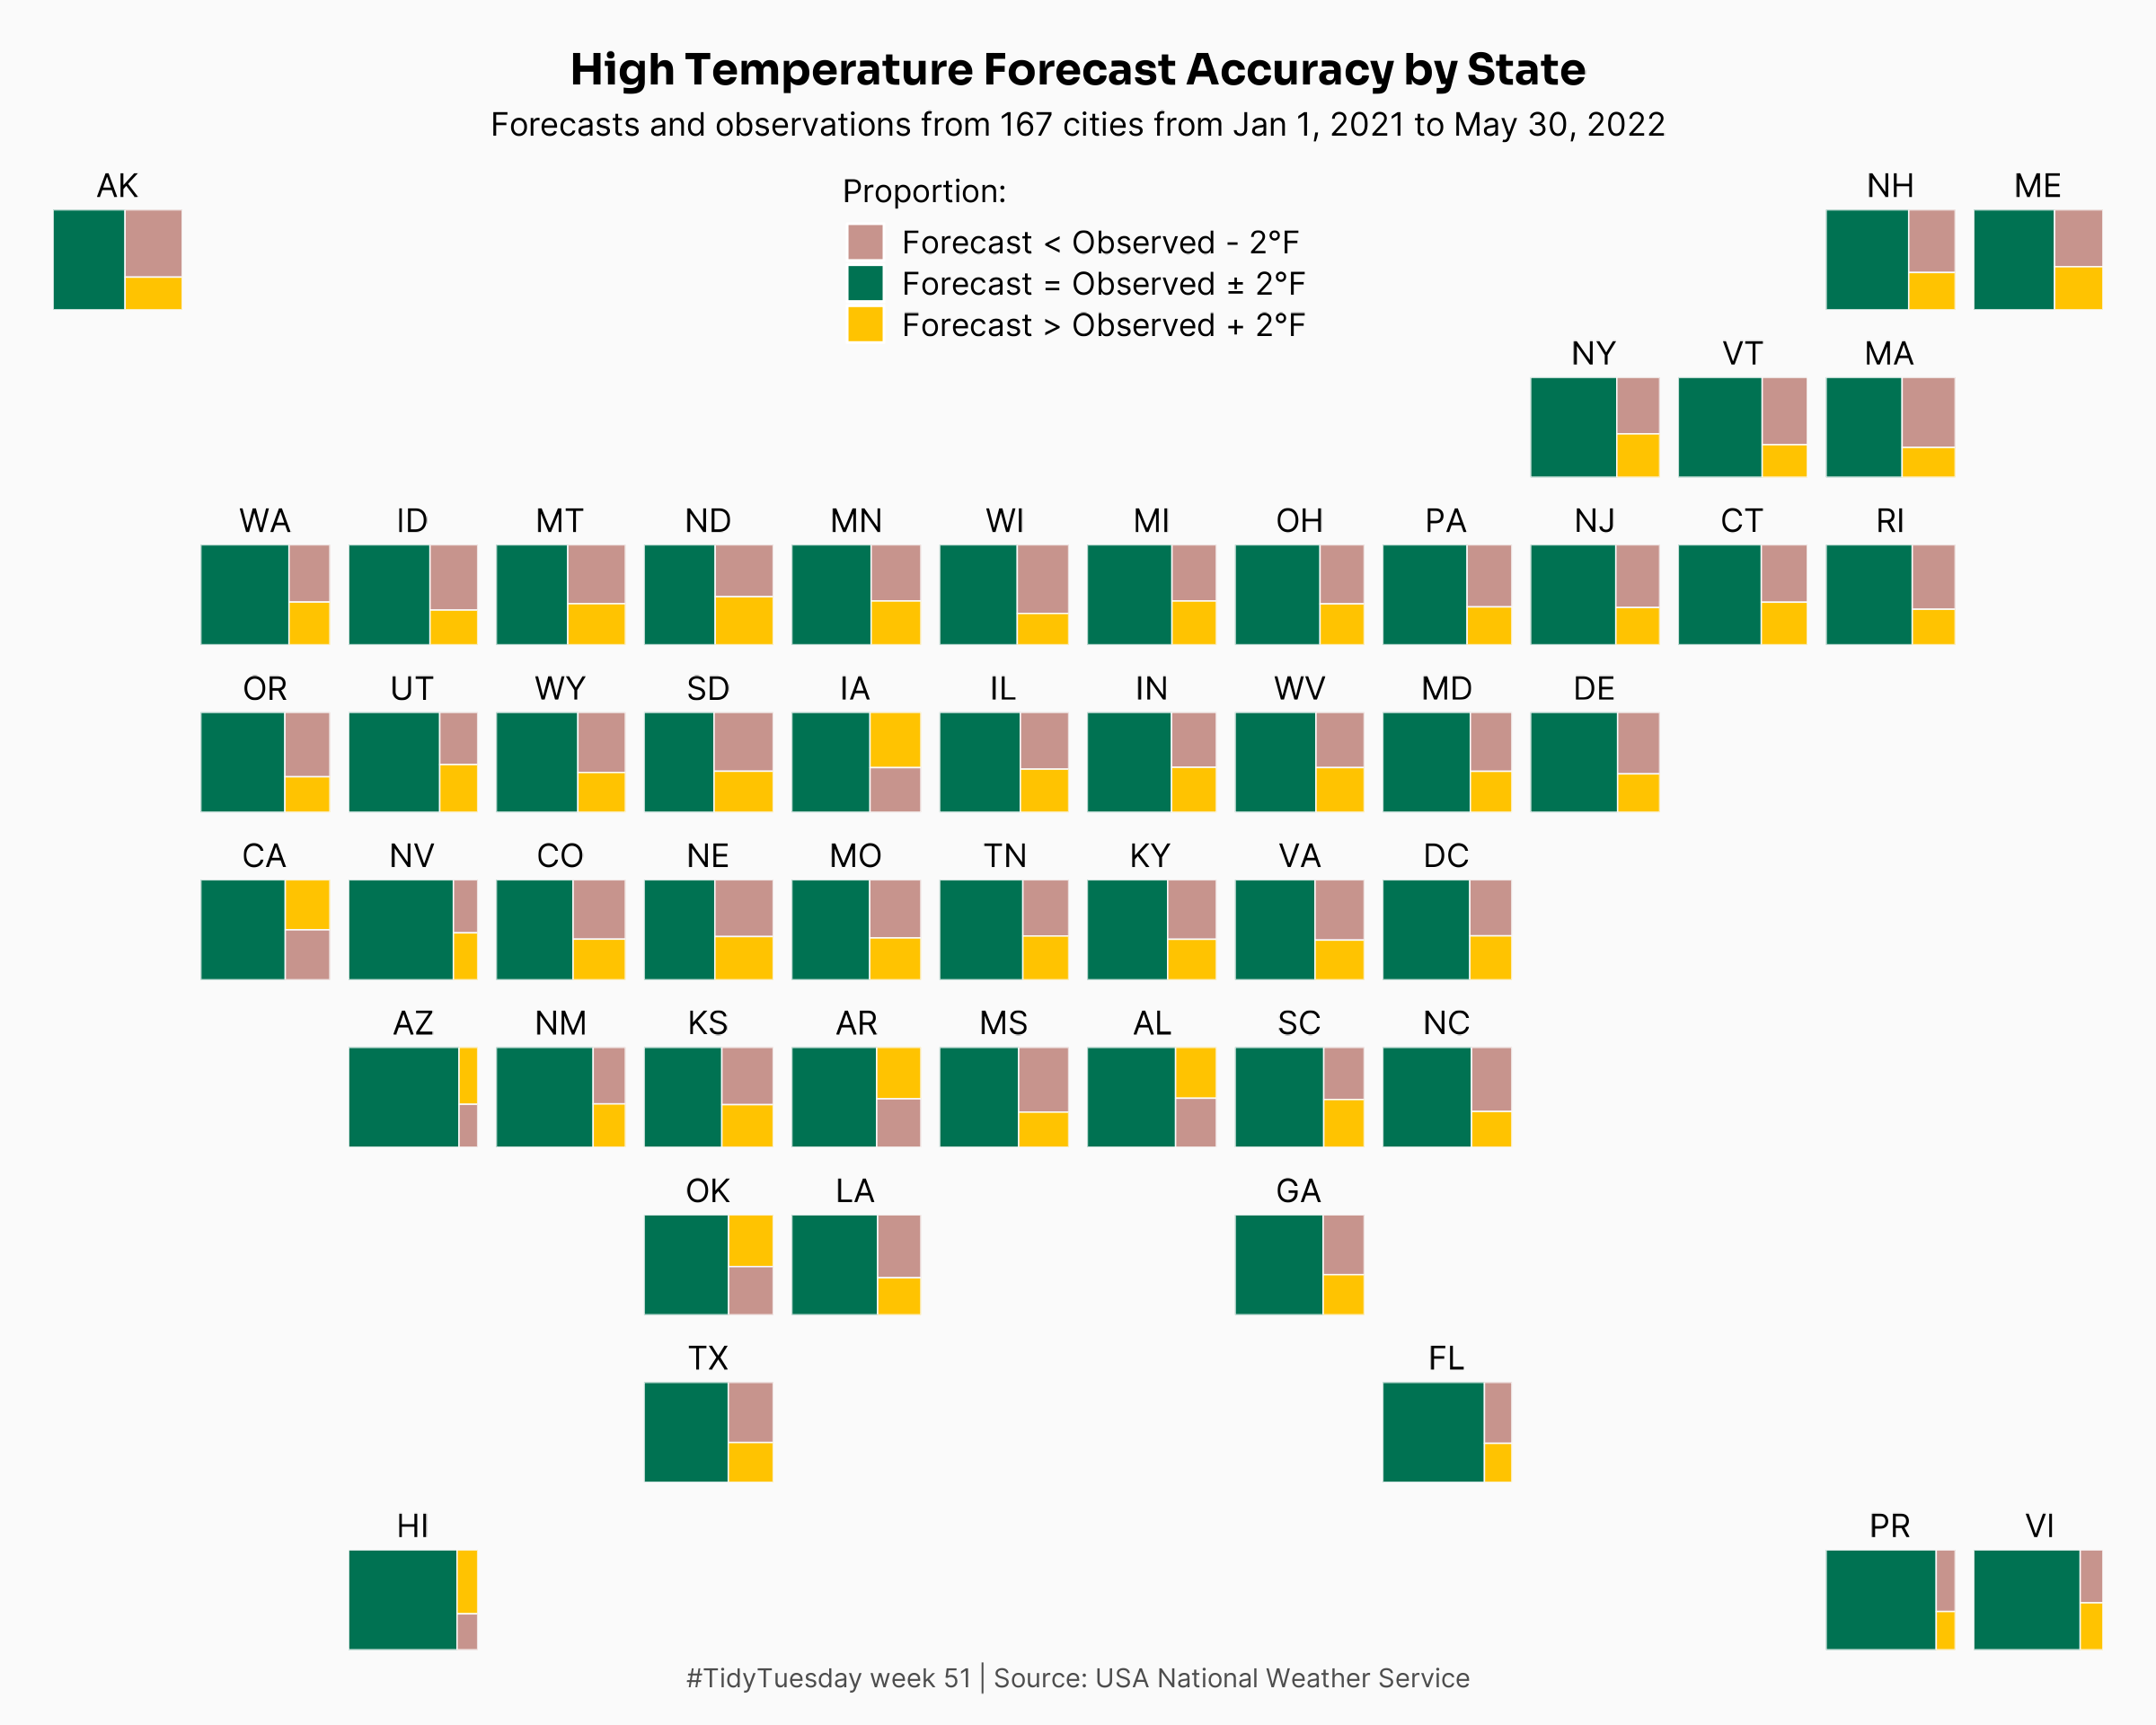 High Temperature Forecast Accuracy by State
Forecasts and observations from 167 cities from Jan 1, 2021 to May 30, 2022
Proportion:
Forecast < Observed - 2°F
Forecast = Observed ± 2°F
Forecast > Observed + 2°F
AK NH ME
NY VT MA
WA ID MT ND MN WI MI OH PA NJ CT RI
OR UT WY SD IA IL IN WV MD DE
CA NV CO NE MO TN KY VA DC
AZ NM KS AR MS AL SC NC
OK LA GA
TX FL
HI PR VI
#TidyTuesday week 51 | Source: USA National Weather Service